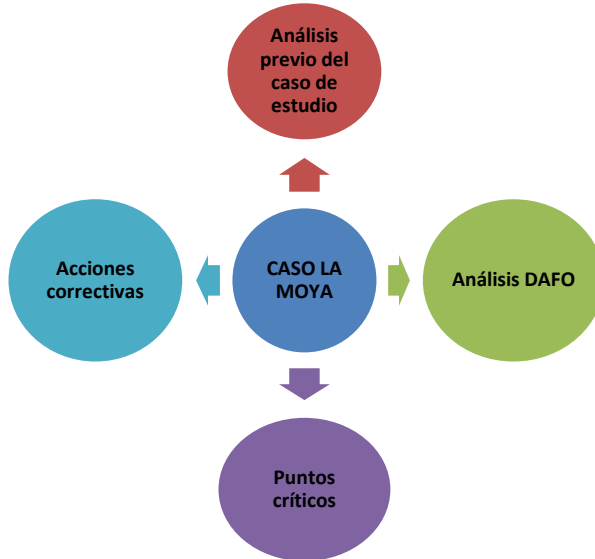 Análisis
previo del
caso de
estudio
Acciones
correctivas
CASO LA
MOYA
Análisis DAFO
Puntos
críticos